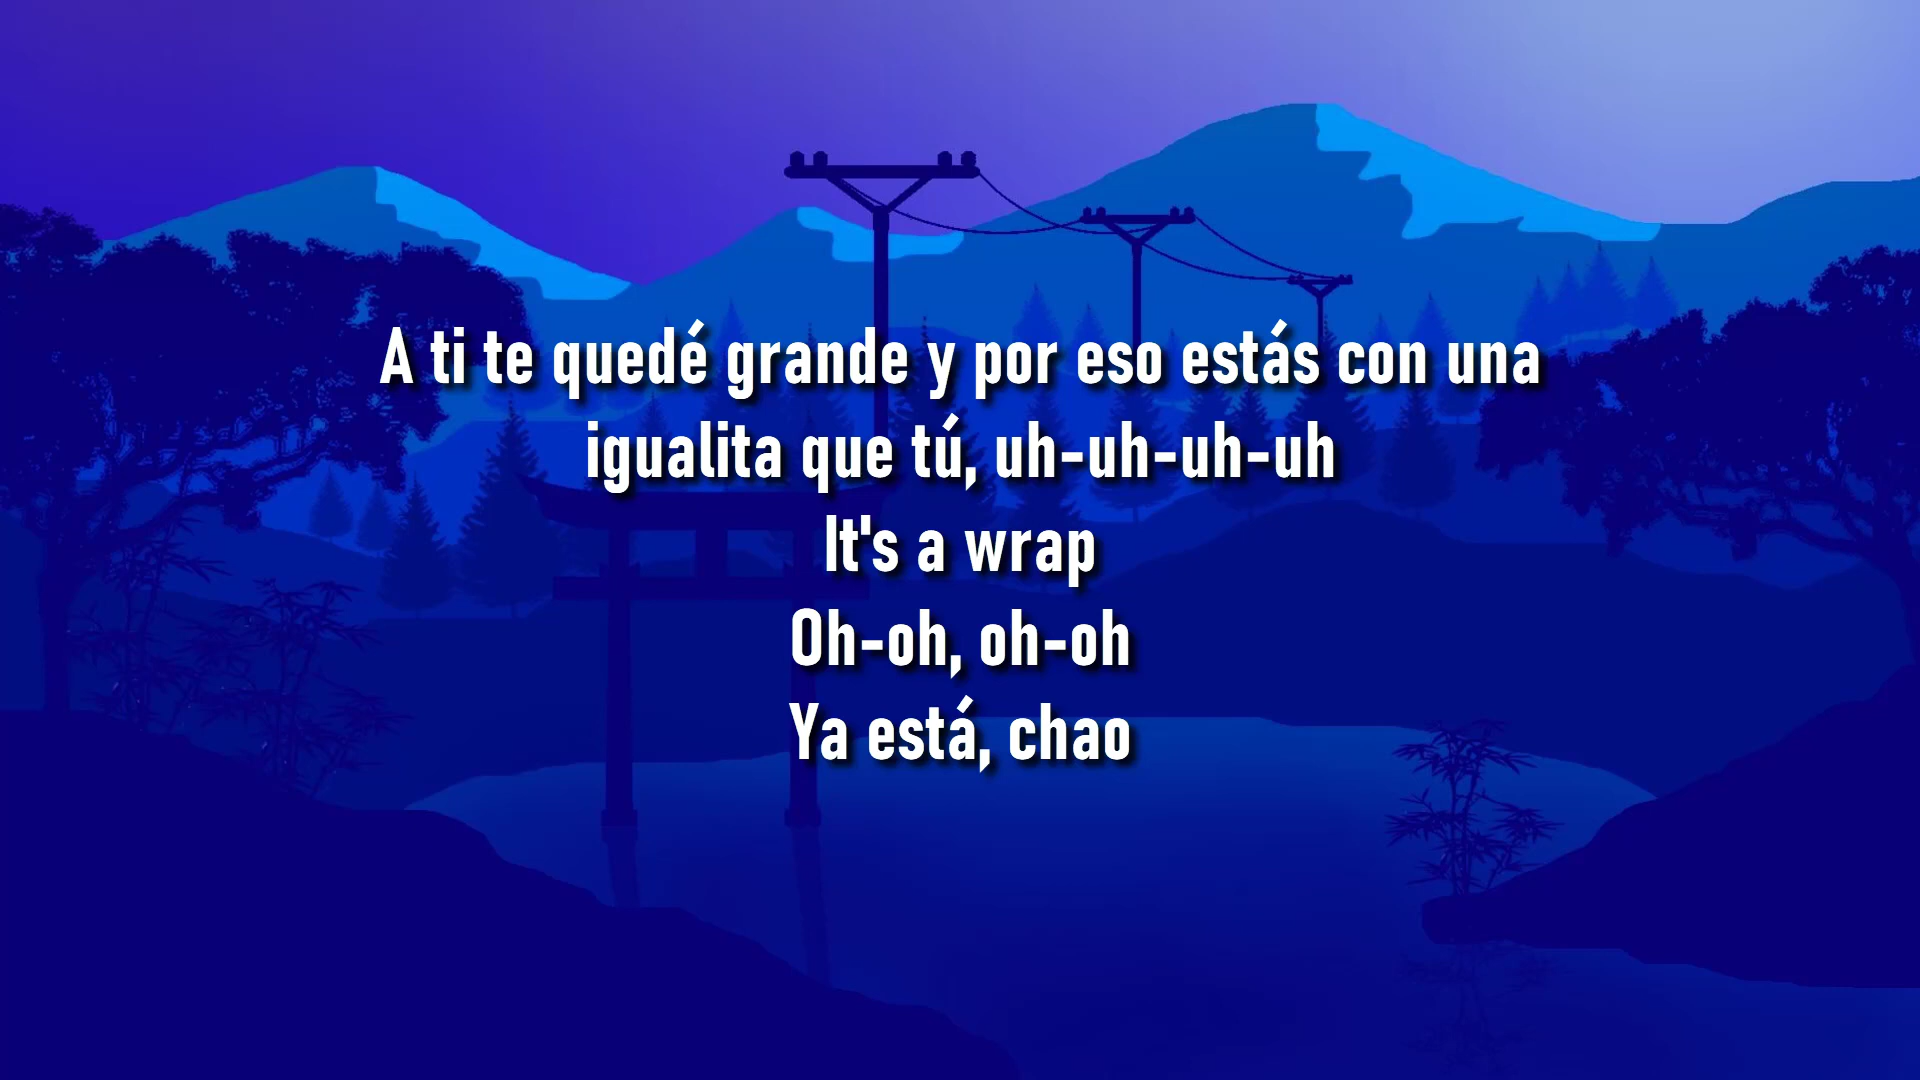 A ti te quedé grande y por eso estás con una
igualita que tú, uh-uh-uh-uh
It's a wrap
Oh-oh, oh-oh
Ya está, chao